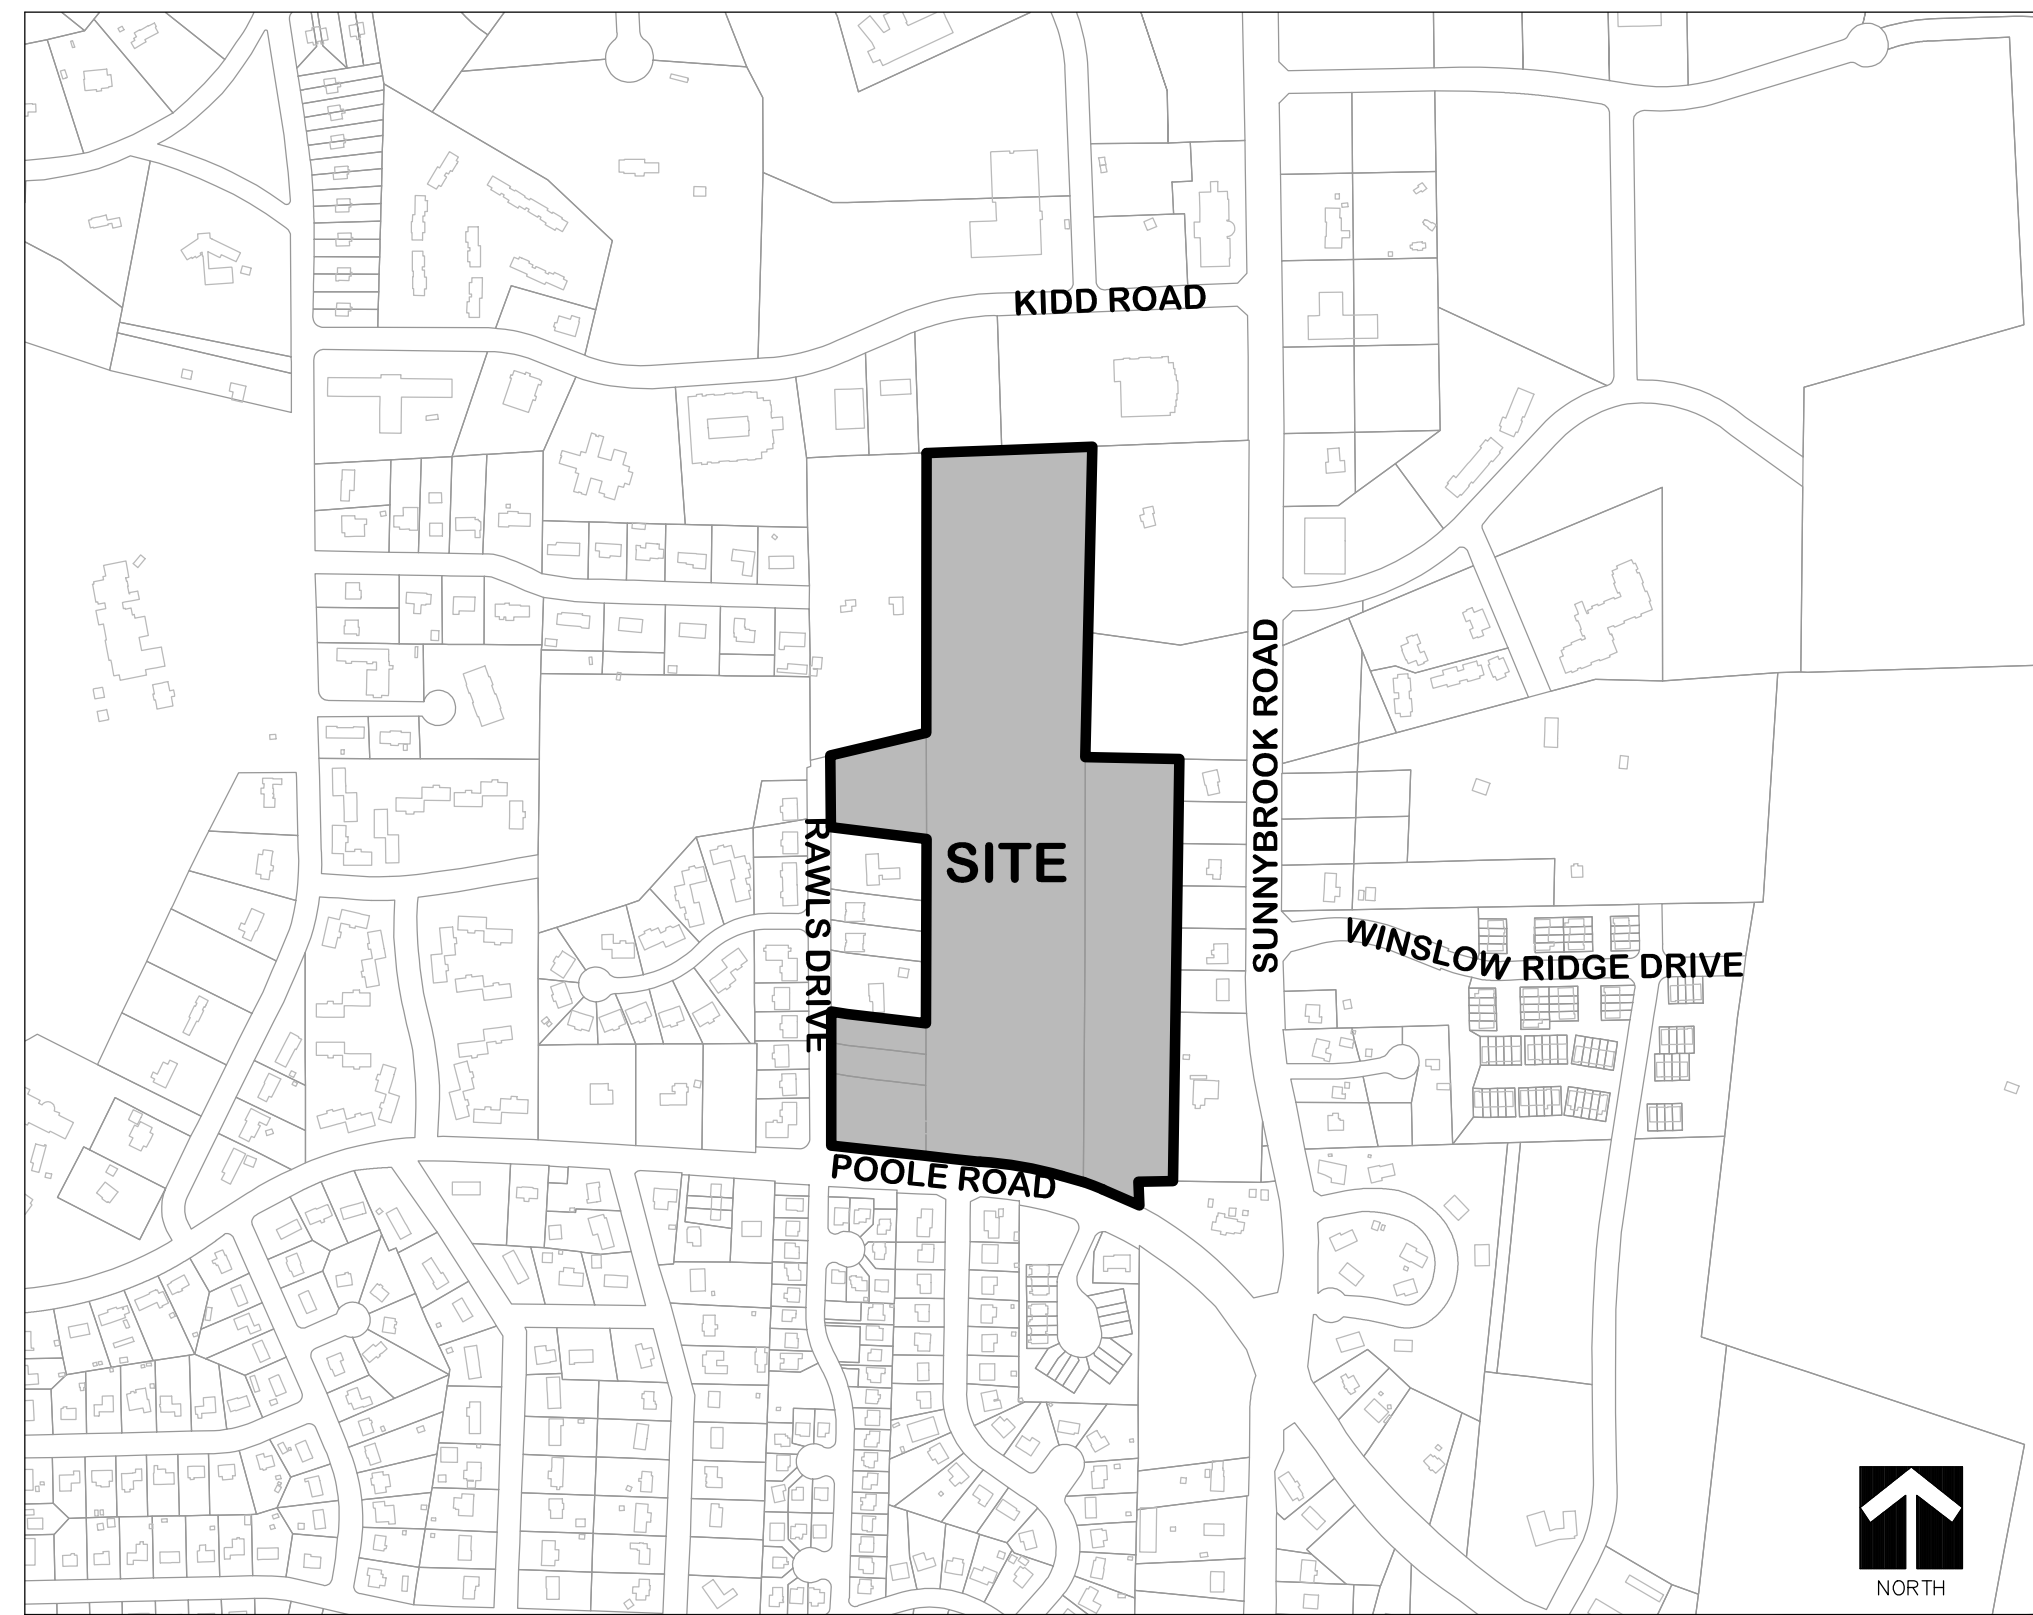 KIDD ROAD
SUNNYBROOK ROAD
SITE
RAWLS DRIVE
WINSLOW RIDGE DRIVE
POOLE ROAD
NORTH